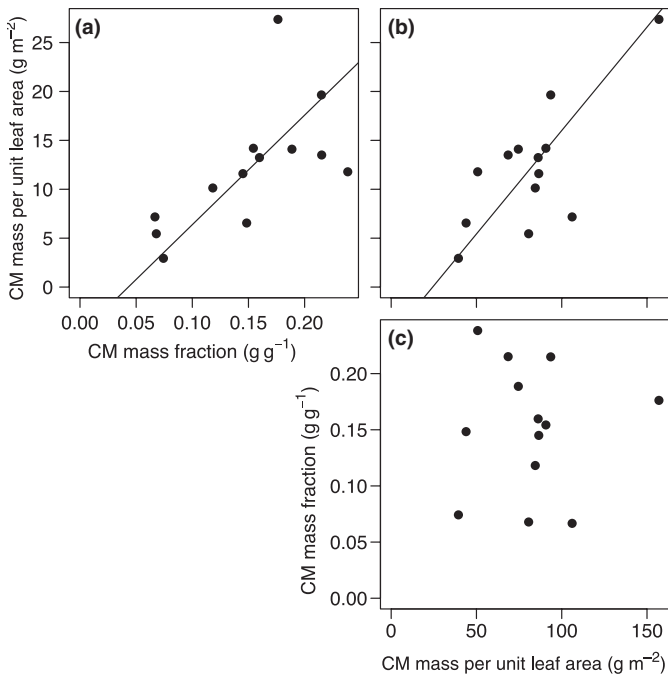 (a)
(b)
CM mass per unit leaf area (g m⁻²)
25
20
15
10
5
0
0.00 0.05 0.10 0.15 0.20
CM mass fraction (g g⁻¹)
(c)
CM mass fraction (g g⁻¹)
0.20
0.15
0.10
0.05
0.00
0 50 100 150
CM mass per unit leaf area (g m⁻²)